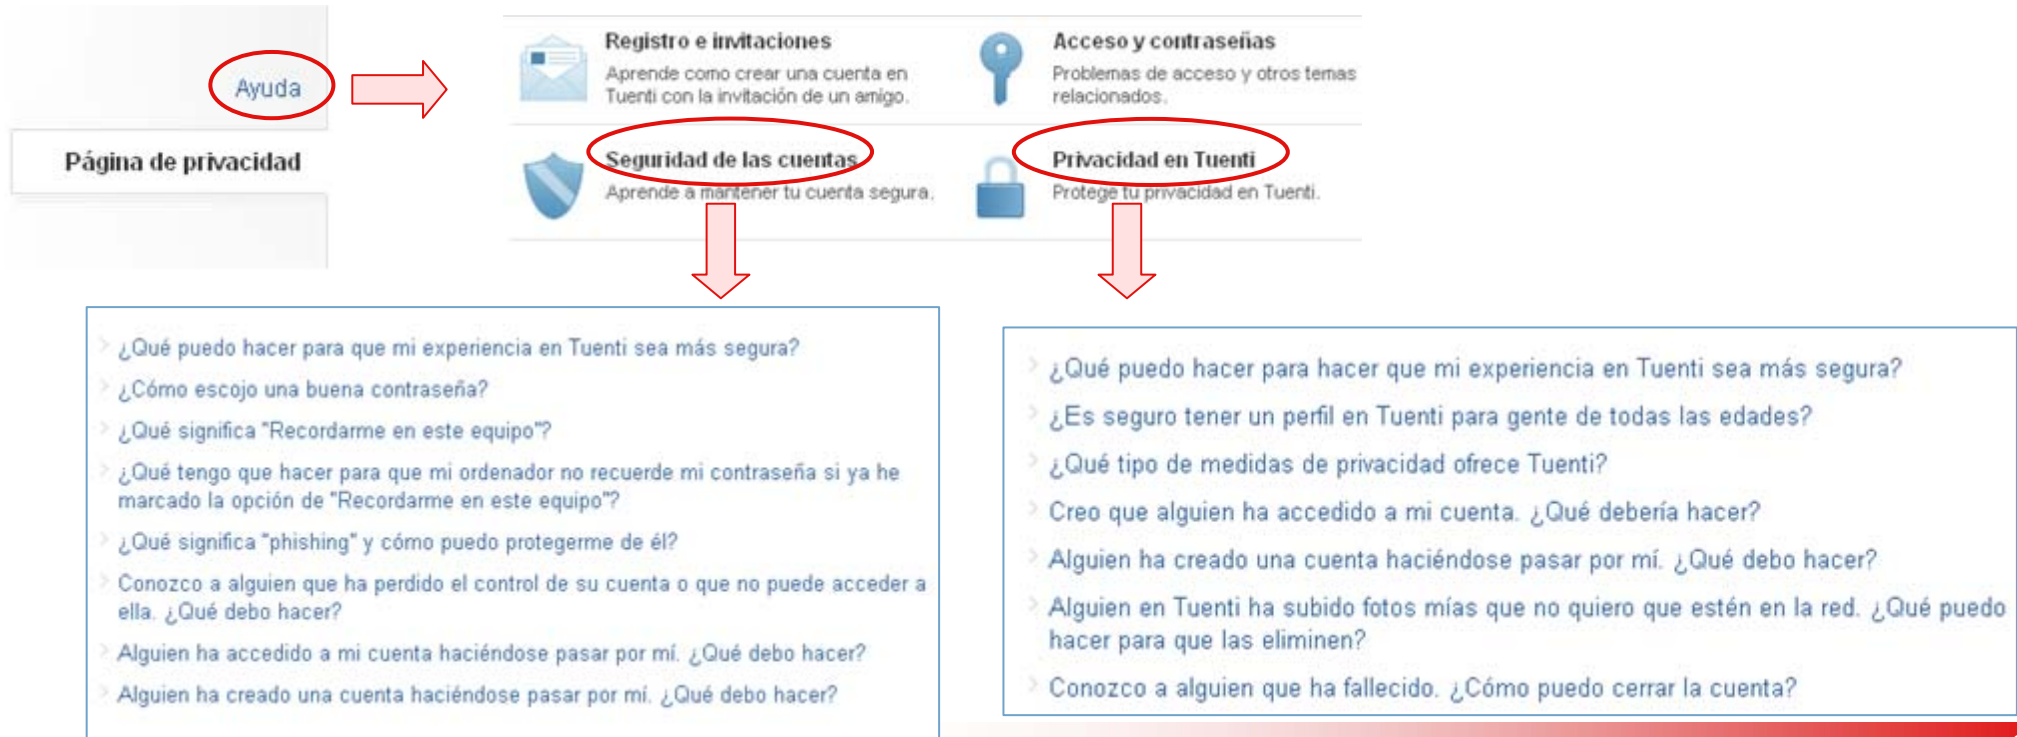 Ayuda
Página de privacidad
Registro e invitaciones
Aprende como crear una cuenta en
Tuenti con la invitación de un amigo.
Acceso y contraseñas
Problemas de acceso y otros temas
relacionados.
Seguridad de las cuentas
Aprende a mantener tu cuenta segura.
Privacidad en Tuenti
Protege tu privacidad en Tuenti.
¿Qué puedo hacer para que mi experiencia en Tuenti sea más segura?
¿Cómo escojo una buena contraseña?
¿Qué significa "Recordarme en este equipo"?
¿Qué tengo que hacer para que mi ordenador no recuerde mi contraseña si ya he
marcado la opción de "Recordarme en este equipo"?
¿Qué significa "phishing" y cómo puedo protegerme de él?
Conozco a alguien que ha perdido el control de su cuenta o que no puede acceder a
ella. ¿Qué debo hacer?
Alguien ha accedido a mi cuenta haciéndose pasar por mí. ¿Qué debo hacer?
Alguien ha creado una cuenta haciéndose pasar por mí. ¿Qué debo hacer?
¿Qué puedo hacer para hacer que mi experiencia en Tuenti sea más segura?
¿Es seguro tener un perfil en Tuenti para gente de todas las edades?
¿Qué tipo de medidas de privacidad ofrece Tuenti?
Creo que alguien ha accedido a mi cuenta. ¿Qué debería hacer?
Alguien ha creado una cuenta haciéndose pasar por mí. ¿Qué debo hacer?
Alguien en Tuenti ha subido fotos mías que no quiero que estén en la red. ¿Qué puedo
hacer para que las eliminen?
Conozco a alguien que ha fallecido. ¿Cómo puedo cerrar la cuenta?